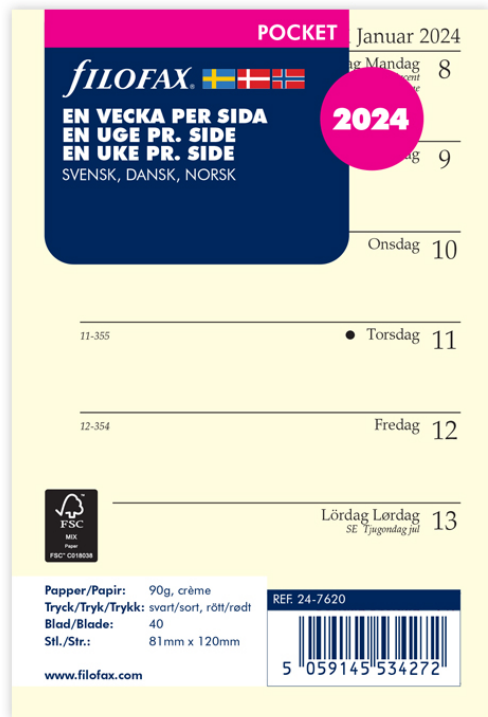 POCKET
Januar 2024
fILOFAX.
Mandag 8
EN VECKA PER SIDA
EN UGE PR. SIDE
EN UKE PR. SIDE
SVENSK, DANSK, NORSK
2024
9
Onsdag 10
11-355 Torsdag 11
12-354 Fredag 12
Lördag Lørdag 13
SE Tjugondag jul
FSC
MIX
Paper
FSC® C018038
Papper/Papir: 90g, crème
Tryck/Tryk/Trykk: svart/sort, rött/rødt
Blad/Blade: 40
Stl./Str.: 81mm x 120mm
www.filofax.com
REF. 24-7620
5 059145 534272